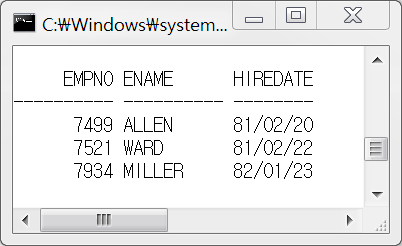 C:₩Windows₩system...
EMPNO ENAME HIREDATE
---------- ---------- --------
7499 ALLEN 81/02/20
7521 WARD 81/02/22
7934 MILLER 82/01/23